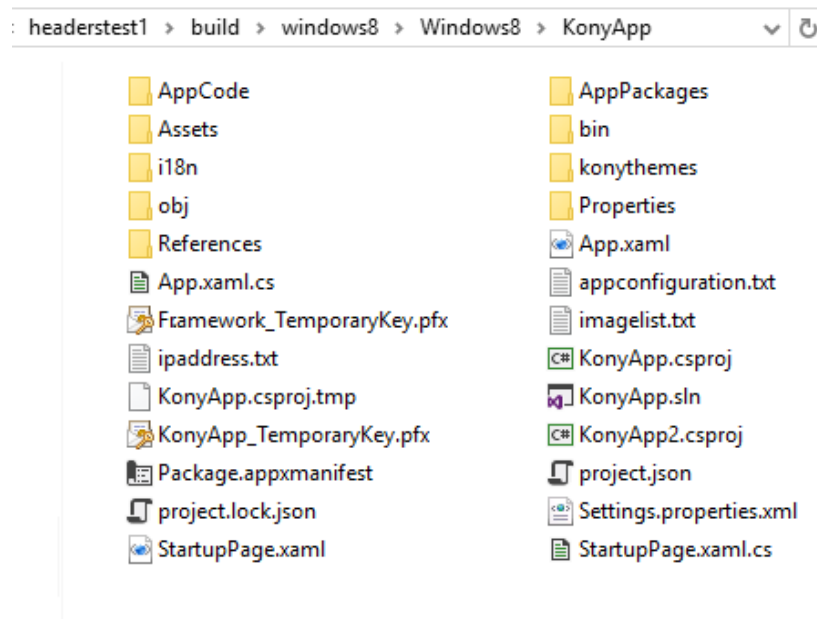 headerstest1 > build > windows8 > Windows8 > KonyApp
AppCode AppPackages
Assets bin
i18n konythemes
obj Properties
References App.xaml
App.xaml.cs appconfiguration.txt
Framework_TemporaryKey.pfx imagelist.txt
ipaddress.txt KonyApp.csproj
KonyApp.csproj.tmp KonyApp.sln
KonyApp_TemporaryKey.pfx KonyApp2.csproj
Package.appxmanifest project.json
project.lock.json Settings.properties.xml
StartupPage.xaml StartupPage.xaml.cs